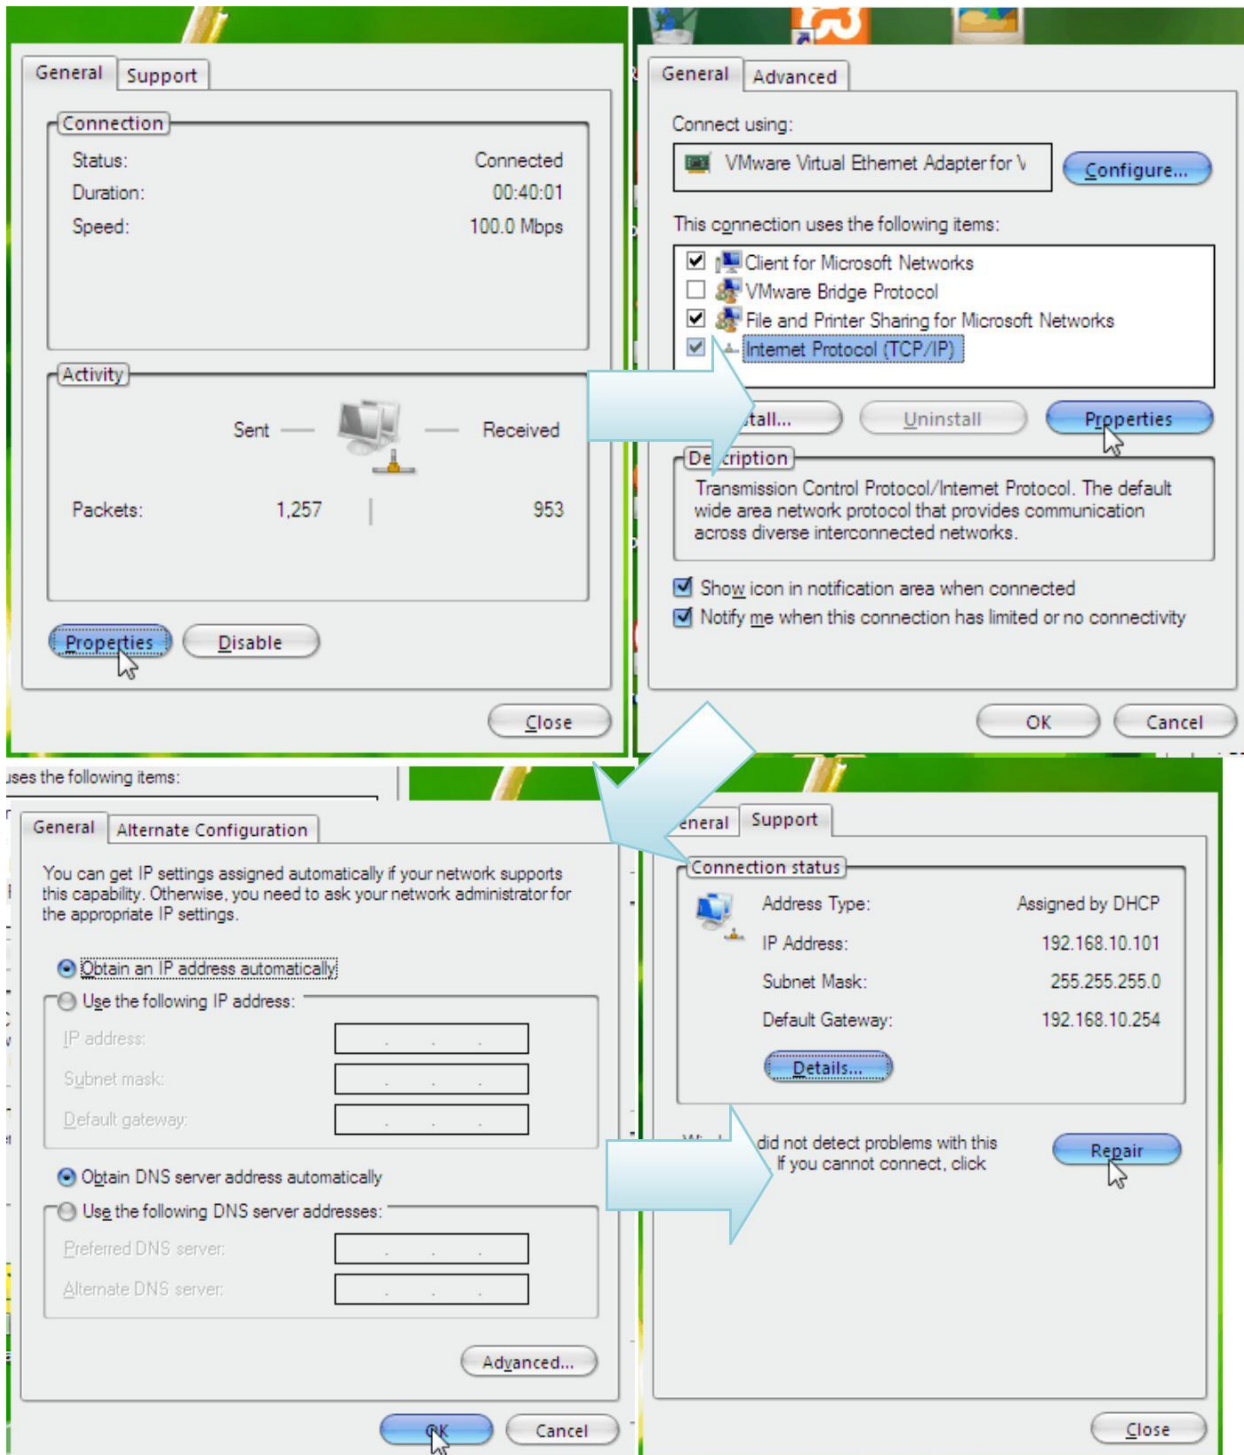 General Support
Connection
Status: Connected
Duration: 00:40:01
Speed: 100.0 Mbps
Activity
Sent Received
Packets: 1,257 953
Properties Disable
Close
General Advanced
Connect using:
VMware Virtual Ethernet Adapter for V
Configure...
This connection uses the following items:
Client for Microsoft Networks
VMware Bridge Protocol
File and Printer Sharing for Microsoft Networks
Internet Protocol (TCP/IP)
tall... Uninstall Properties
Description
Transmission Control Protocol/Internet Protocol. The default
wide area network protocol that provides communication
across diverse interconnected networks.
Show icon in notification area when connected
Notify me when this connection has limited or no connectivity
OK Cancel
uses the following items:
General Alternate Configuration
You can get IP settings assigned automatically if your network supports
this capability. Otherwise, you need to ask your network administrator for
the appropriate IP settings.
Obtain an IP address automatically
Use the following IP address:
IP address:
Subnet mask:
Default gateway:
Obtain DNS server address automatically
Use the following DNS server addresses:
Preferred DNS server:
Alternate DNS server:
Advanced...
OK Cancel
eneral Support
Connection status
Address Type: Assigned by DHCP
IP Address: 192.168.10.101
Subnet Mask: 255.255.255.0
Default Gateway: 192.168.10.254
Details...
did not detect problems with this
If you cannot connect, click
Repair
Close